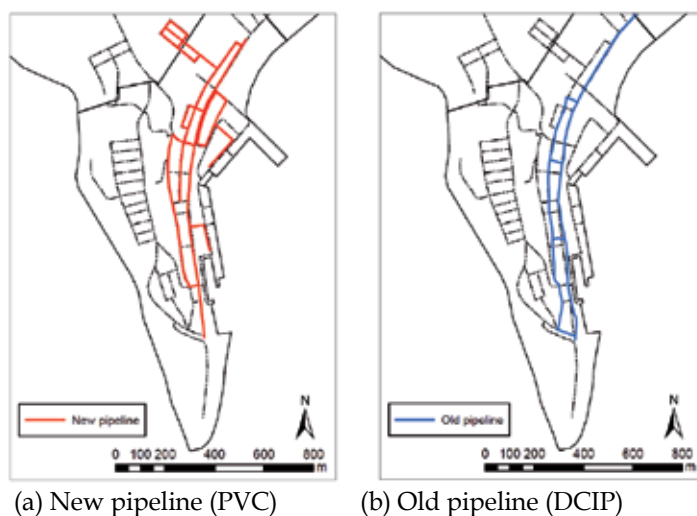 N
New pipeline
0 100 200 400 600 800
m
N
Old pipeline
0 100 200 400 600 800
m
(a) New pipeline (PVC)
(b) Old pipeline (DCIP)